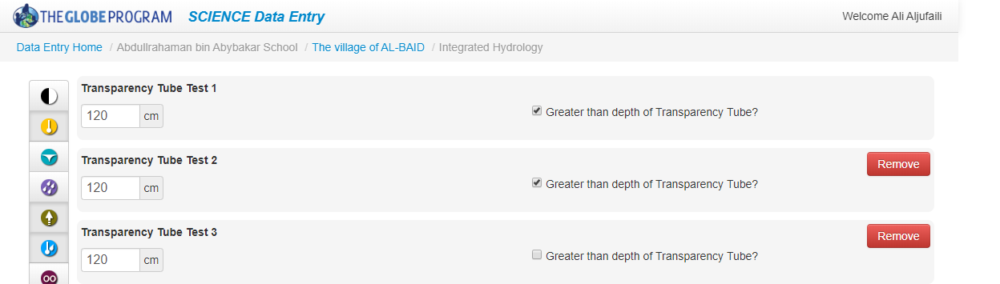 THE GLOBE PROGRAM SCIENCE Data Entry Welcome Ali Aljufaili
Data Entry Home / Abdullrahaman bin Abybakar School / The village of AL-BAID / Integrated Hydrology
Transparency Tube Test 1
120 cm Greater than depth of Transparency Tube?
Transparency Tube Test 2 Remove
120 cm Greater than depth of Transparency Tube?
Transparency Tube Test 3 Remove
120 cm Greater than depth of Transparency Tube?